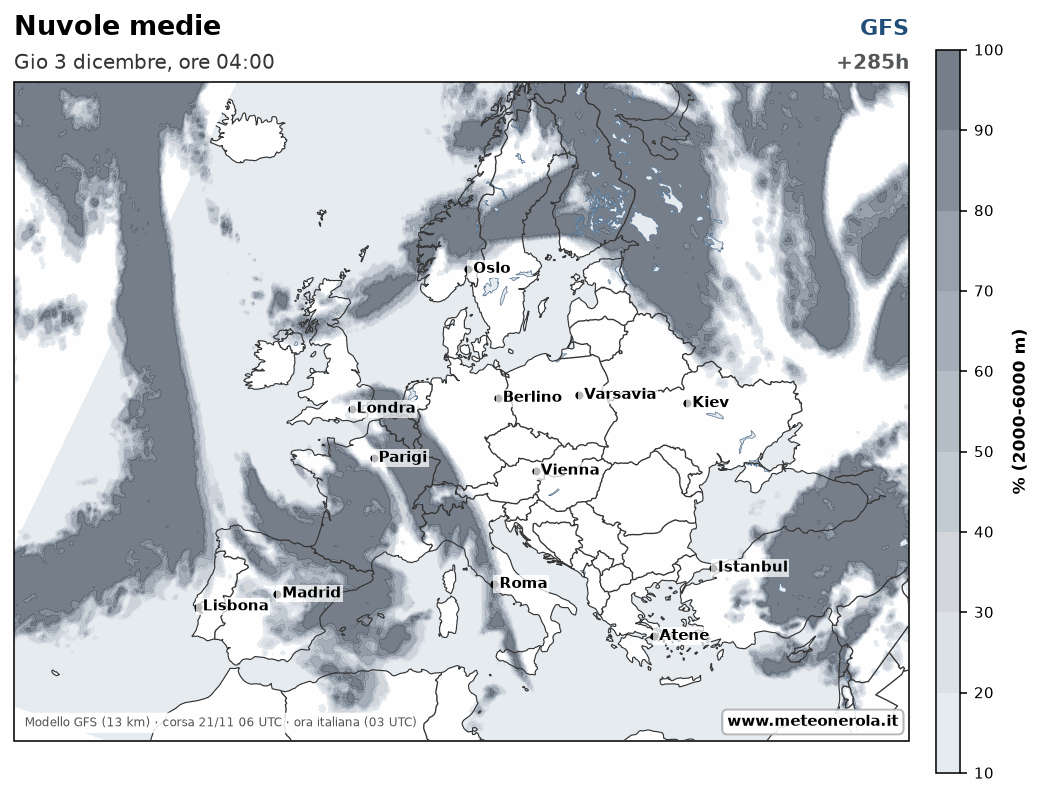 Nuvole medie
GFS
Gio 3 dicembre, ore 04:00
+285h
100
90
80
70
60
50
40
30
20
10
% (2000-6000 m)
Oslo
Londra
Berlino
Varsavia
Kiev
Parigi
Vienna
Istanbul
Roma
Madrid
Lisbona
Atene
Modello GFS (13 km) · corsa 21/11 06 UTC · ora italiana (03 UTC)
www.meteonerola.it